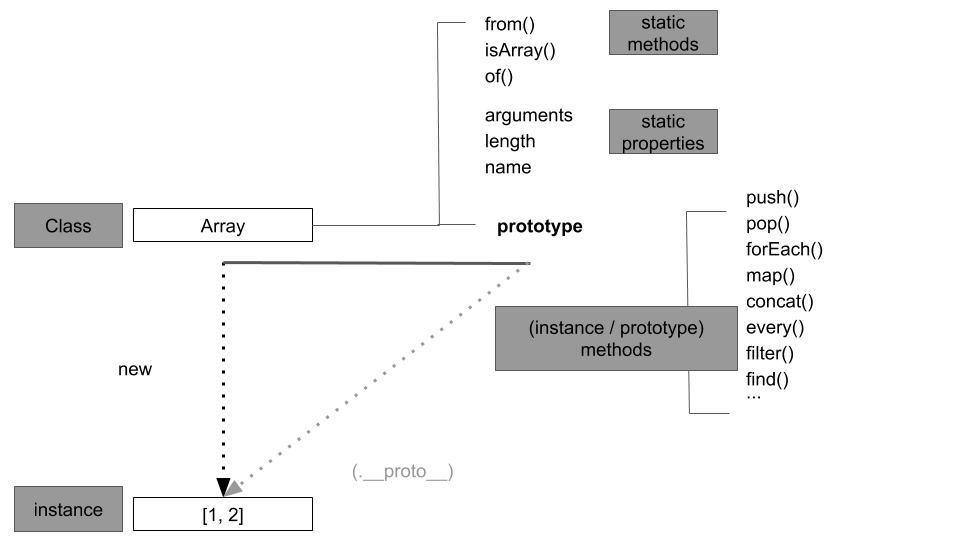 from()
isArray()
of()
static
methods
arguments
length
name
static
properties
Class
Array
prototype
push()
pop()
forEach()
map()
concat()
every()
filter()
find()
...
(instance / prototype)
methods
new
(.__proto__)
instance
[1, 2]